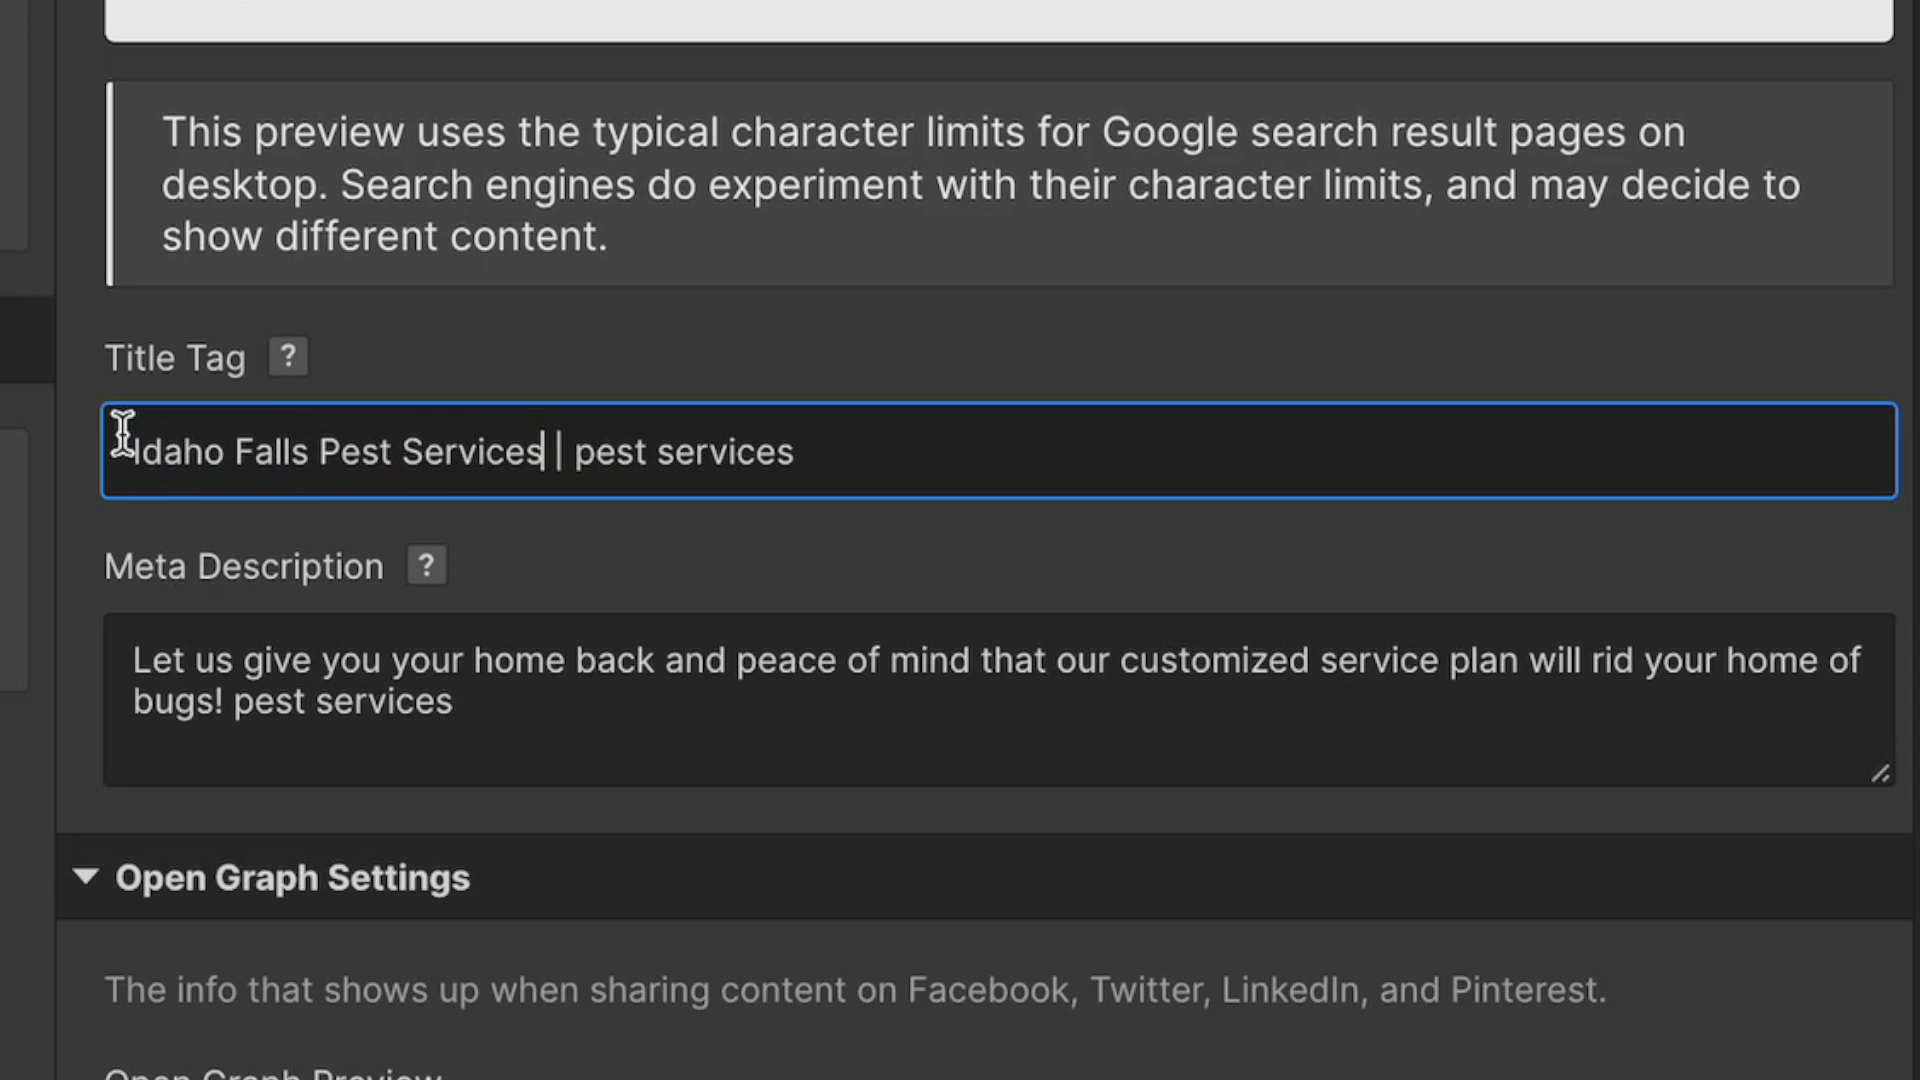 This preview uses the typical character limits for Google search result pages on
desktop. Search engines do experiment with their character limits, and may decide to
show different content.
Title Tag ?
Idaho Falls Pest Services | pest services
Meta Description ?
Let us give you your home back and peace of mind that our customized service plan will rid your home of
bugs! pest services
Open Graph Settings
The info that shows up when sharing content on Facebook, Twitter, LinkedIn, and Pinterest.
Open Graph Preview